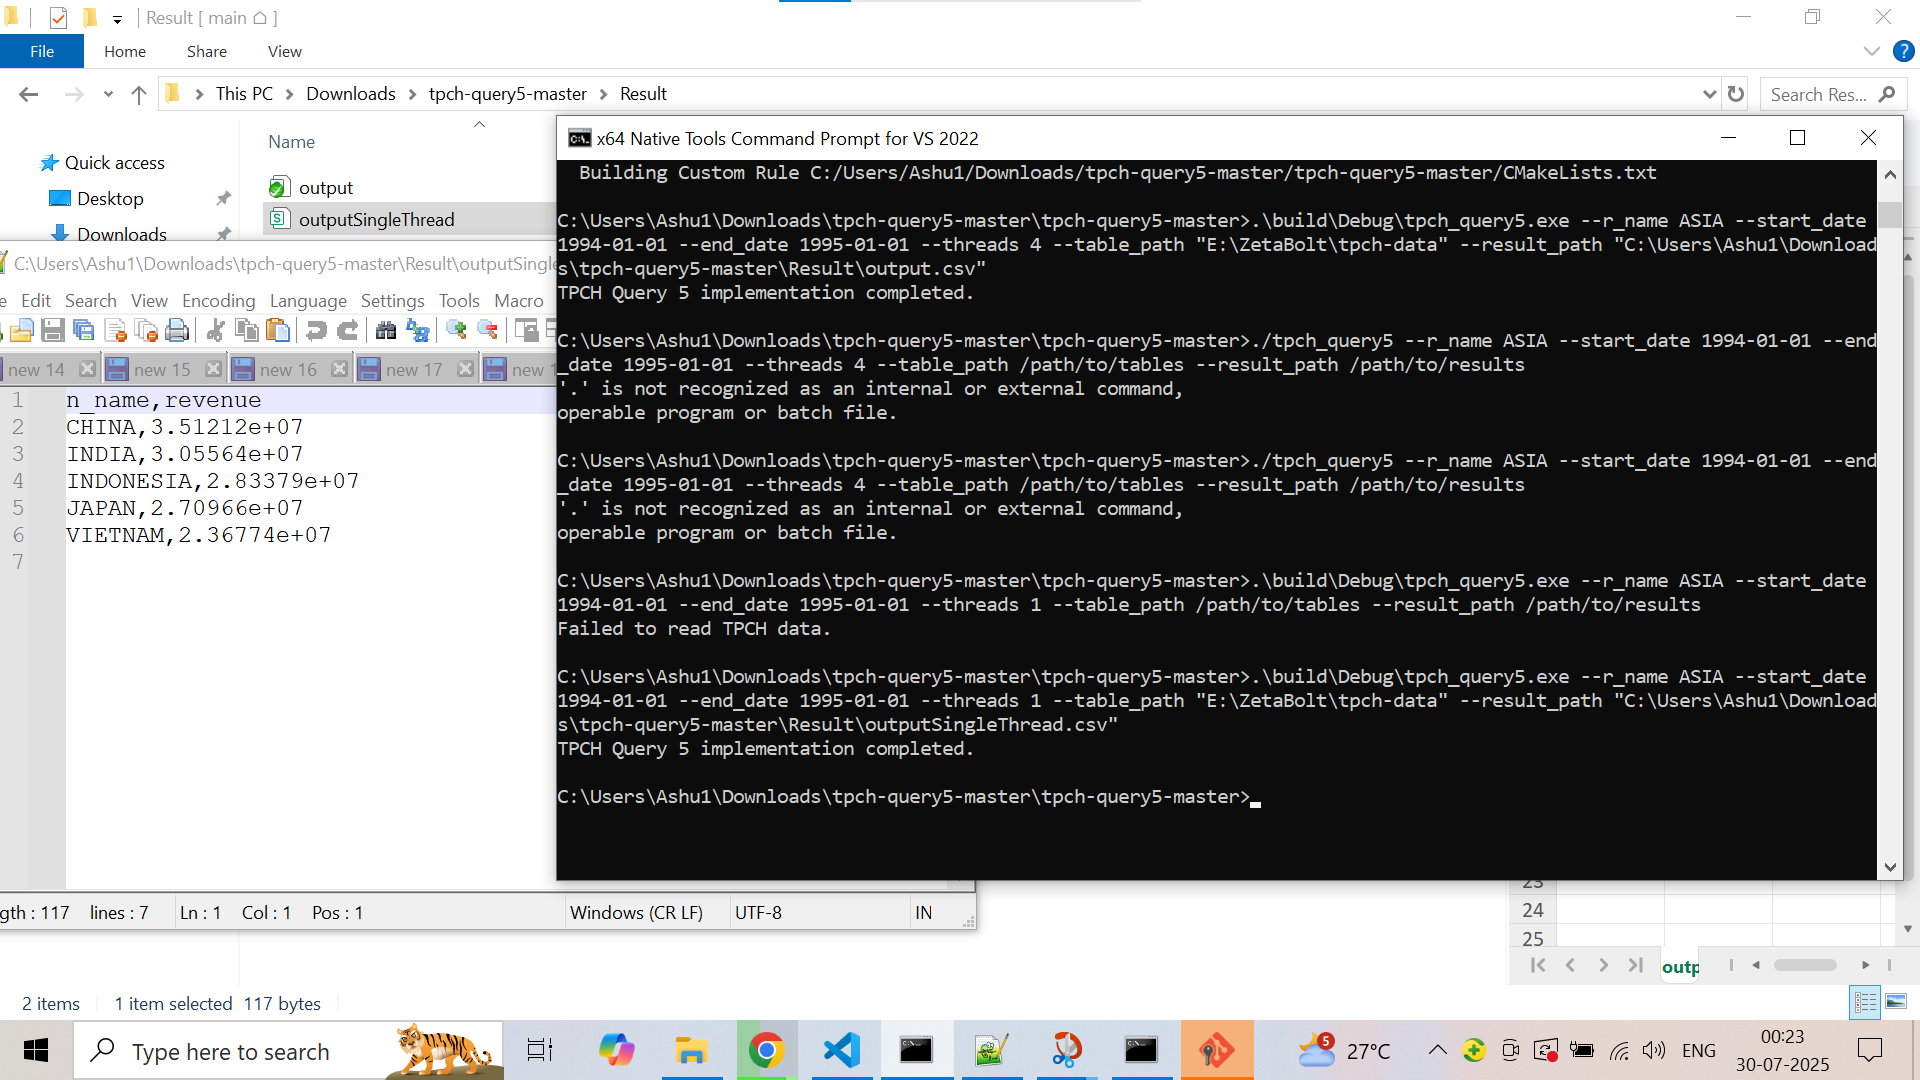 Result [ main ⌂ ]
File Home Share View
This PC > Downloads > tpch-query5-master > Result
Search Res...
Name
Quick access
Desktop
Downloads
output
outputSingleThread
C:\Users\Ashu1\Downloads\tpch-query5-master\Result\outputSingle
e Edit Search View Encoding Language Settings Tools Macro
new 14 new 15 new 16 new 17 new 1
1 n_name,revenue
2 CHINA,3.51212e+07
3 INDIA,3.05564e+07
4 INDONESIA,2.83379e+07
5 JAPAN,2.70966e+07
6 VIETNAM,2.36774e+07
7
gth : 117 lines : 7 Ln : 1 Col : 1 Pos : 1 Windows (CR LF) UTF-8 IN
x64 Native Tools Command Prompt for VS 2022
Building Custom Rule C:/Users/Ashu1/Downloads/tpch-query5-master/tpch-query5-master/CMakeLists.txt
C:\Users\Ashu1\Downloads\tpch-query5-master\tpch-query5-master>.\build\Debug\tpch_query5.exe --r_name ASIA --start_date
1994-01-01 --end_date 1995-01-01 --threads 4 --table_path "E:\ZetaBolt\tpch-data" --result_path "C:\Users\Ashu1\Download
s\tpch-query5-master\Result\output.csv"
TPCH Query 5 implementation completed.
C:\Users\Ashu1\Downloads\tpch-query5-master\tpch-query5-master>./tpch_query5 --r_name ASIA --start_date 1994-01-01 --end
_date 1995-01-01 --threads 4 --table_path /path/to/tables --result_path /path/to/results
'.' is not recognized as an internal or external command,
operable program or batch file.
C:\Users\Ashu1\Downloads\tpch-query5-master\tpch-query5-master>./tpch_query5 --r_name ASIA --start_date 1994-01-01 --end
_date 1995-01-01 --threads 4 --table_path /path/to/tables --result_path /path/to/results
'.' is not recognized as an internal or external command,
operable program or batch file.
C:\Users\Ashu1\Downloads\tpch-query5-master\tpch-query5-master>.\build\Debug\tpch_query5.exe --r_name ASIA --start_date
1994-01-01 --end_date 1995-01-01 --threads 1 --table_path /path/to/tables --result_path /path/to/results
Failed to read TPCH data.
C:\Users\Ashu1\Downloads\tpch-query5-master\tpch-query5-master>.\build\Debug\tpch_query5.exe --r_name ASIA --start_date
1994-01-01 --end_date 1995-01-01 --threads 1 --table_path "E:\ZetaBolt\tpch-data" --result_path "C:\Users\Ashu1\Download
s\tpch-query5-master\Result\outputSingleThread.csv"
TPCH Query 5 implementation completed.
C:\Users\Ashu1\Downloads\tpch-query5-master\tpch-query5-master>
23
24
25
outp
2 items 1 item selected 117 bytes
Type here to search
5
27°C
ENG
00:23
30-07-2025